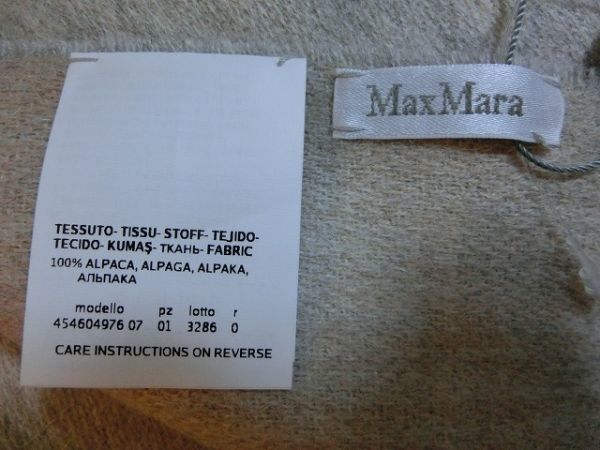 MaxMara
TESSUTO- TISSU- STOFF- TEJIDO-
TECIDO- KUMAŞ- ТКАНЬ- FABRIC
100% ALPACA, ALPAGA, ALPAKA,
АЛЬПАКА
modello pz lotto r
454604976 07 01 3286 0
CARE INSTRUCTIONS ON REVERSE